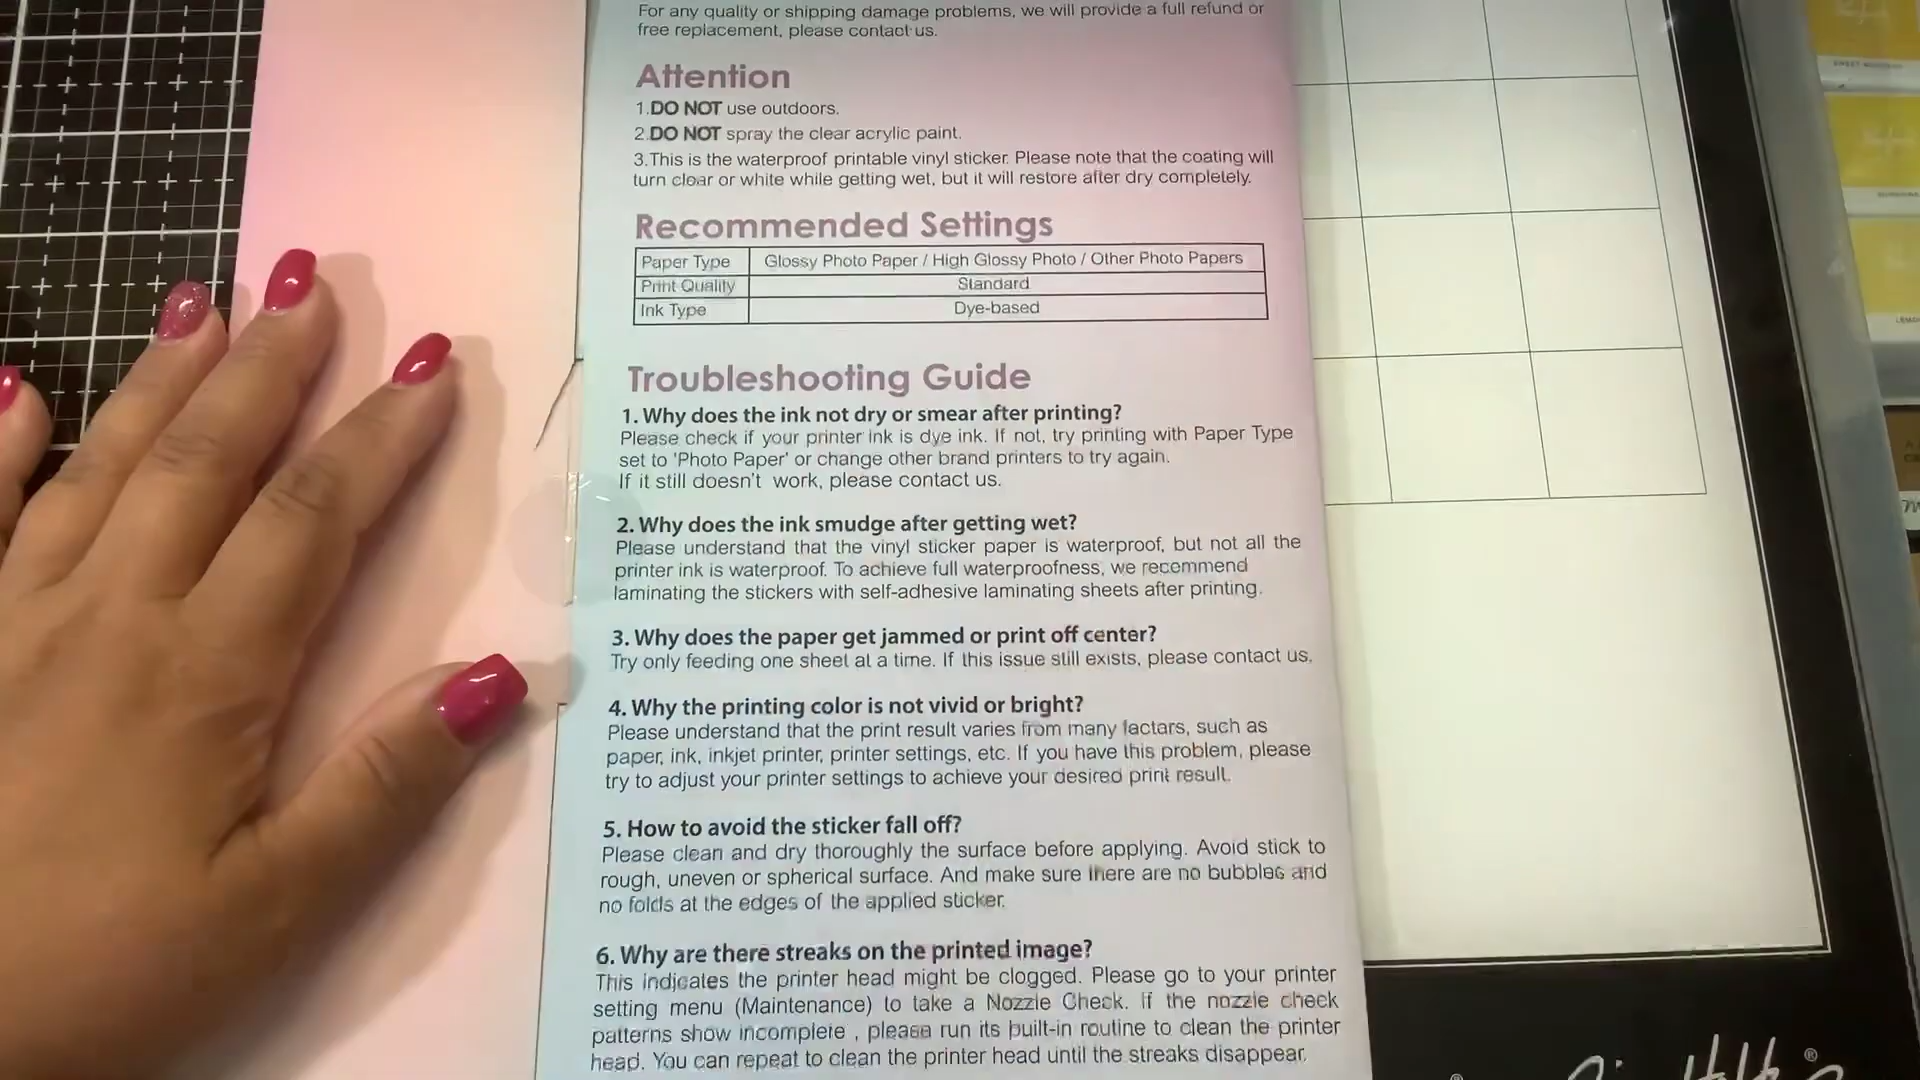 For any quality or shipping damage problems, we will provide a full refund or
free replacement, please contact us.
Attention
1.DO NOT use outdoors.
2.DO NOT spray the clear acrylic paint.
3.This is the waterproof printable vinyl sticker. Please note that the coating will
turn clear or white while getting wet, but it will restore after dry completely.
Recommended Settings
Paper Type Glossy Photo Paper / High Glossy Photo / Other Photo Papers
Print Quality Standard
Ink Type Dye-based
Troubleshooting Guide
1. Why does the ink not dry or smear after printing?
Please check if your printer ink is dye ink. If not, try printing with Paper Type
set to 'Photo Paper' or change other brand printers to try again.
If it still doesn't work, please contact us.
2. Why does the ink smudge after getting wet?
Please understand that the vinyl sticker paper is waterproof, but not all the
printer ink is waterproof. To achieve full waterproofness, we recommend
laminating the stickers with self-adhesive laminating sheets after printing.
3. Why does the paper get jammed or print off center?
Try only feeding one sheet at a time. If this issue still exists, please contact us.
4. Why the printing color is not vivid or bright?
Please understand that the print result varies from many factars, such as
paper, ink, inkjet printer, printer settings, etc. If you have this problem, please
try to adjust your printer settings to achieve your desired print result.
5. How to avoid the sticker fall off?
Please clean and dry thoroughly the surface before applying. Avoid stick to
rough, uneven or spherical surface. And make sure there are no bubbles and
no folds at the edges of the applied sticker.
6. Why are there streaks on the printed image?
This indicates the printer head might be clogged. Please go to your printer
setting menu (Maintenance) to take a Nozzle Check. If the nozzle check
patterns show incomplete , please run its built-in routine to clean the printer
head. You can repeat to clean the printer head until the streaks disappear.